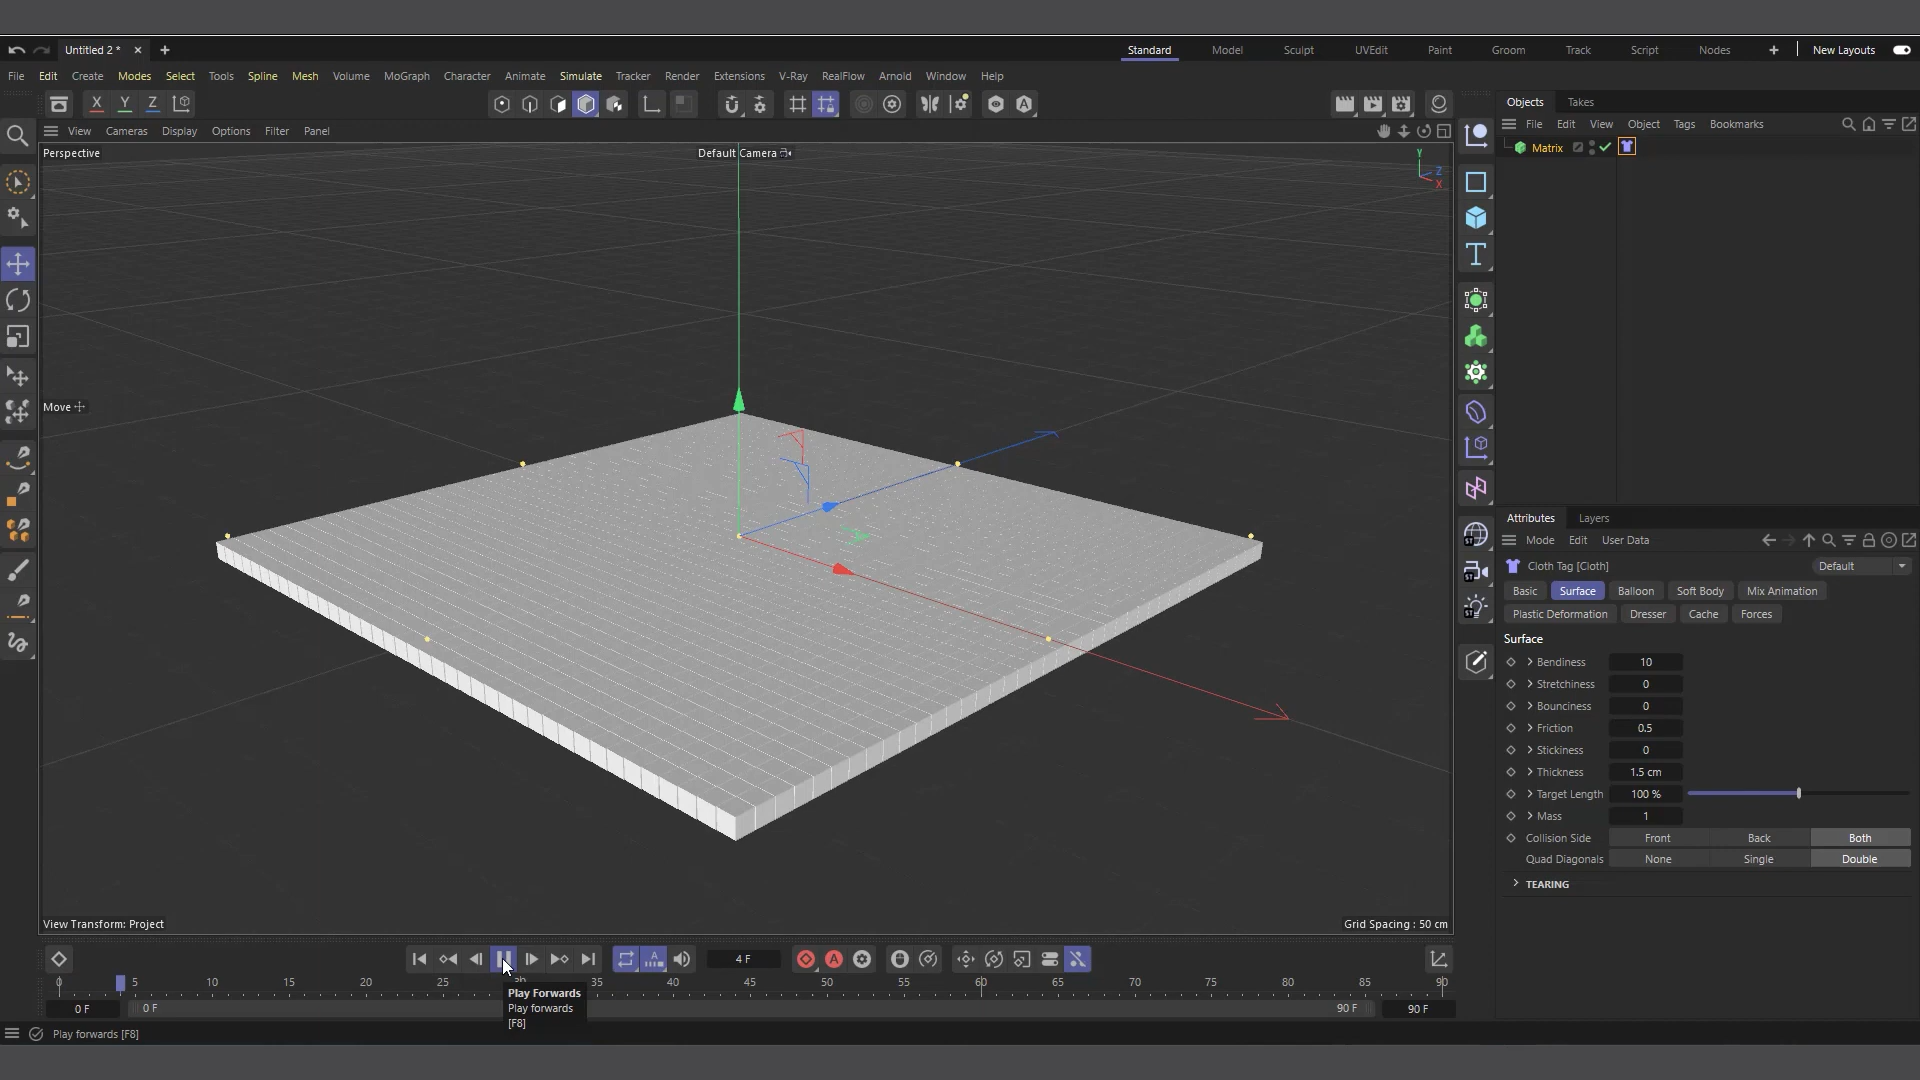 Untitled 2 *
Standard Model Sculpt UVEdit Paint Groom Track Script Nodes New Layouts
File Edit Create Modes Select Tools Spline Mesh Volume MoGraph Character Animate Simulate Tracker Render Extensions V-Ray RealFlow Arnold Window Help
X Y Z
Objects Takes
View Cameras Display Options Filter Panel
File Edit View Object Tags Bookmarks
Perspective
Default Camera
Matrix
Y
Z
X
Move
Attributes Layers
Mode Edit User Data
Cloth Tag [Cloth]
Default
Basic Surface Balloon Soft Body Mix Animation
Plastic Deformation Dresser Cache Forces
Surface
Bendiness 10
Stretchiness 0
Bounciness 0
Friction 0.5
Stickiness 0
Thickness 1.5 cm
Target Length 100 %
Mass 1
Collision Side Front Back Both
Quad Diagonals None Single Double
TEARING
View Transform: Project
Grid Spacing : 50 cm
4 F
0 5 10 15 20 25 30 35 40 45 50 55 60 65 70 75 80 85 90
0 F 0 F 90 F 90 F
Play Forwards
Play forwards
[F8]
Play forwards [F8]